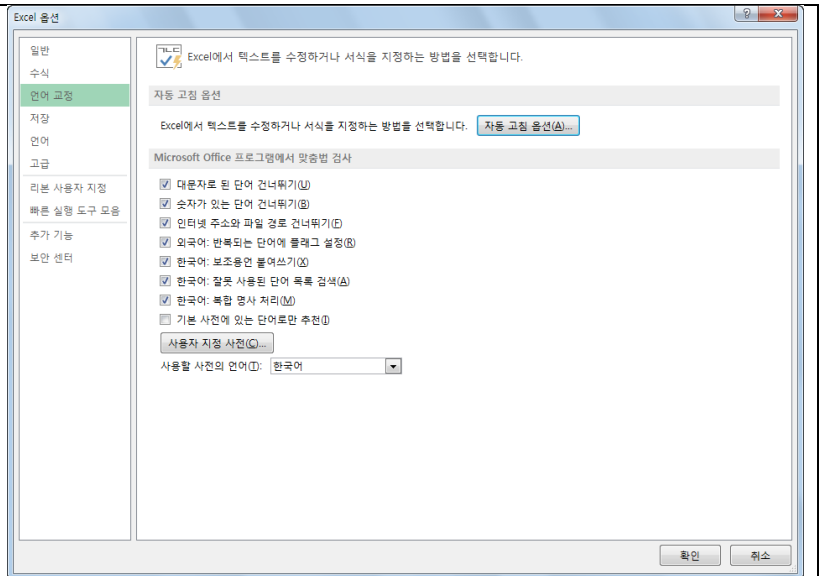 Excel 옵션
일반
수식
언어 교정
저장
언어
고급
리본 사용자 지정
빠른 실행 도구 모음
추가 기능
보안 센터
Excel에서 텍스트를 수정하거나 서식을 지정하는 방법을 선택합니다.
자동 고침 옵션
Excel에서 텍스트를 수정하거나 서식을 지정하는 방법을 선택합니다. 자동 고침 옵션(A)...
Microsoft Office 프로그램에서 맞춤법 검사
대문자로 된 단어 건너뛰기(U)
숫자가 있는 단어 건너뛰기(B)
인터넷 주소와 파일 경로 건너뛰기(F)
외국어: 반복되는 단어에 플래그 설정(R)
한국어: 보조용언 붙여쓰기(X)
한국어: 잘못 사용된 단어 목록 검색(A)
한국어: 복합 명사 처리(M)
기본 사전에 있는 단어로만 추천(I)
사용자 지정 사전(C)...
사용할 사전의 언어(T): 한국어
확인 취소